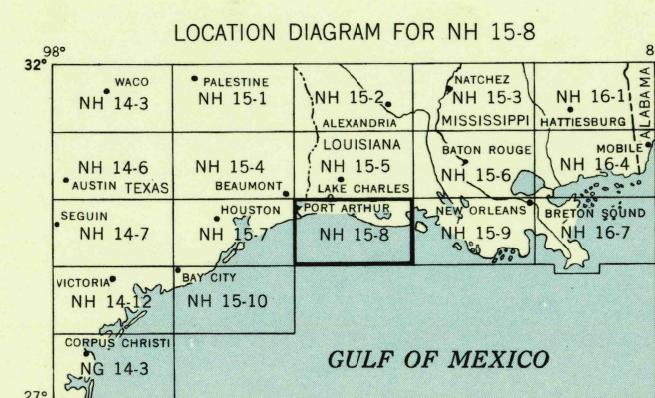 LOCATION DIAGRAM FOR NH 15-8
98°
8
32°
WACO
NH 14-3
PALESTINE
NH 15-1
NH 15-2
ALEXANDRIA
NATCHEZ
NH 15-3
MISSISSIPPI
NH 16-1
HATTIESBURG
ALABAMA
NH 14-6
AUSTIN TEXAS
NH 15-4
BEAUMONT
LOUISIANA
NH 15-5
LAKE CHARLES
BATON ROUGE
NH 15-6
MOBILE
NH 16-4
SEGUIN
NH 14-7
HOUSTON
NH 15-7
PORT ARTHUR
NH 15-8
NEW ORLEANS
NH 15-9
BRETON SOUND
NH 16-7
VICTORIA
NH 14-12
BAY CITY
NH 15-10
CORPUS CHRISTI
NG 14-3
GULF OF MEXICO
27°